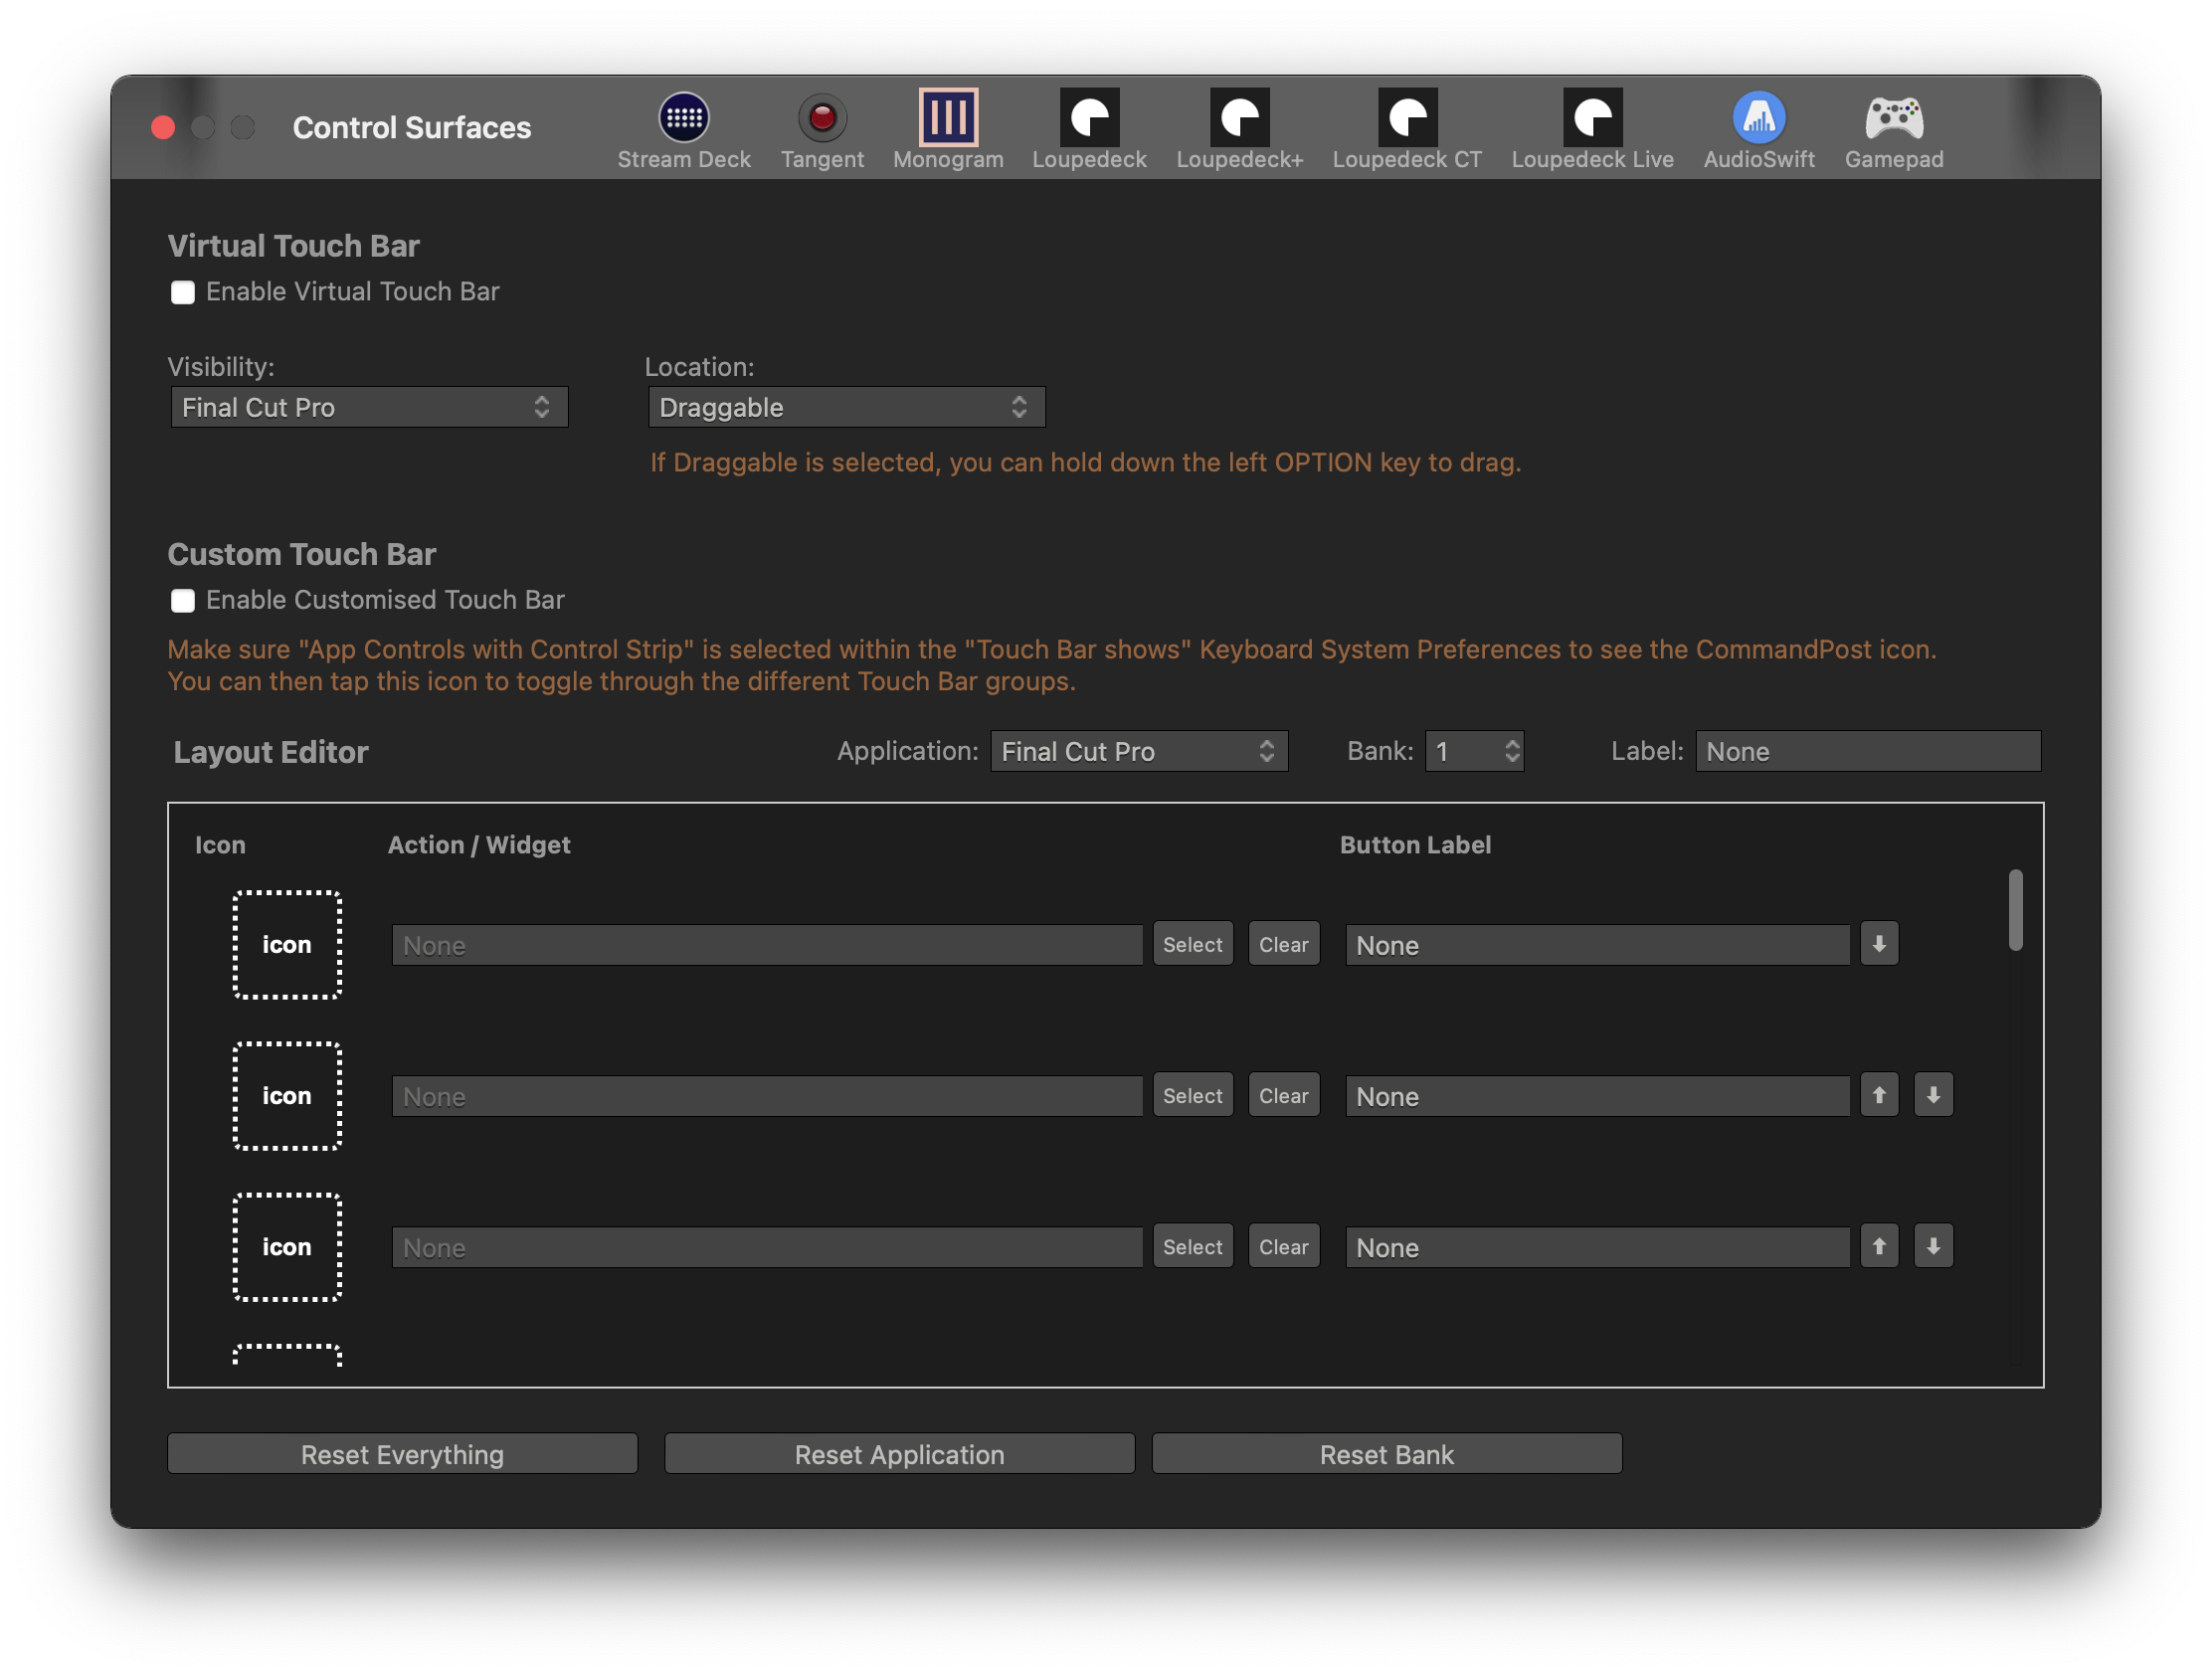 Control Surfaces
Stream Deck
Tangent
Monogram
Loupedeck
Loupedeck+
Loupedeck CT
Loupedeck Live
AudioSwift
Gamepad
Virtual Touch Bar
Enable Virtual Touch Bar
Visibility:
Location:
Final Cut Pro
Draggable
If Draggable is selected, you can hold down the left OPTION key to drag.
Custom Touch Bar
Enable Customised Touch Bar
Make sure "App Controls with Control Strip" is selected within the "Touch Bar shows" Keyboard System Preferences to see the CommandPost icon.
You can then tap this icon to toggle through the different Touch Bar groups.
Layout Editor
Application: Final Cut Pro
Bank: 1
Label: None
Icon
Action / Widget
Button Label
icon
None
Select
Clear
None
icon
None
Select
Clear
None
icon
None
Select
Clear
None
Reset Everything
Reset Application
Reset Bank